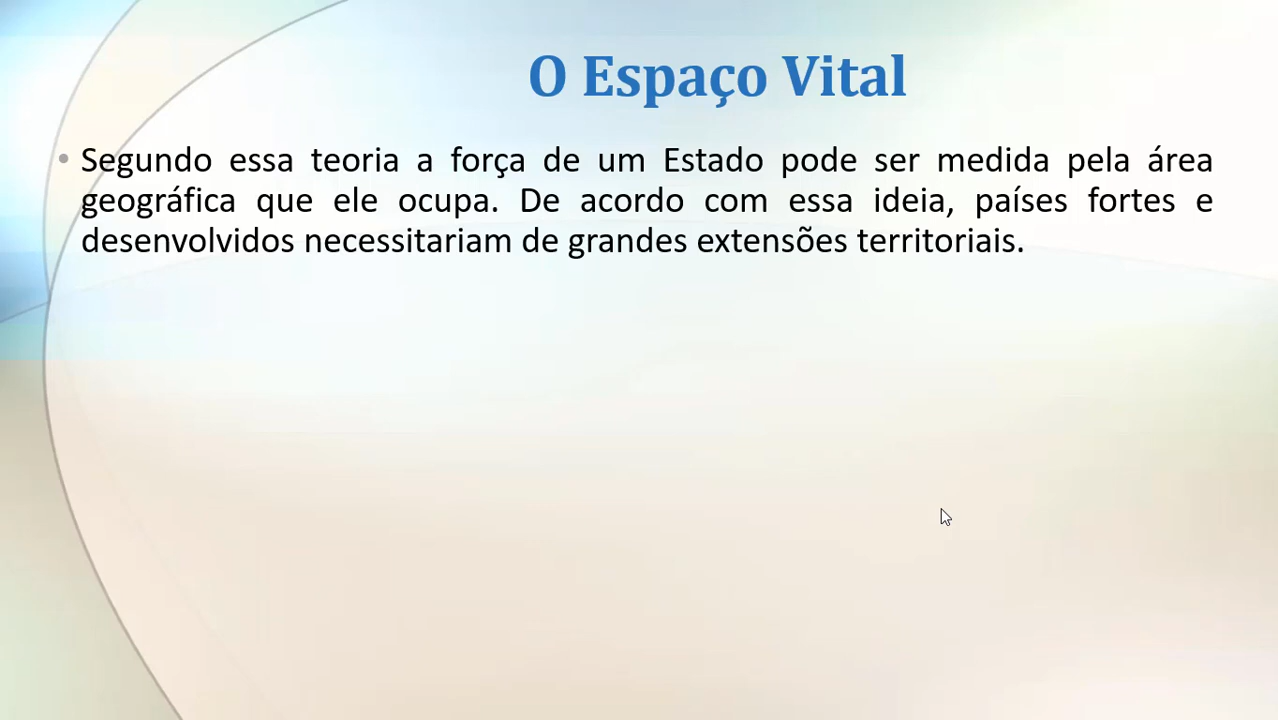 O Espaço Vital
• Segundo essa teoria a força de um Estado pode ser medida pela área
geográfica que ele ocupa. De acordo com essa ideia, países fortes e
desenvolvidos necessitariam de grandes extensões territoriais.